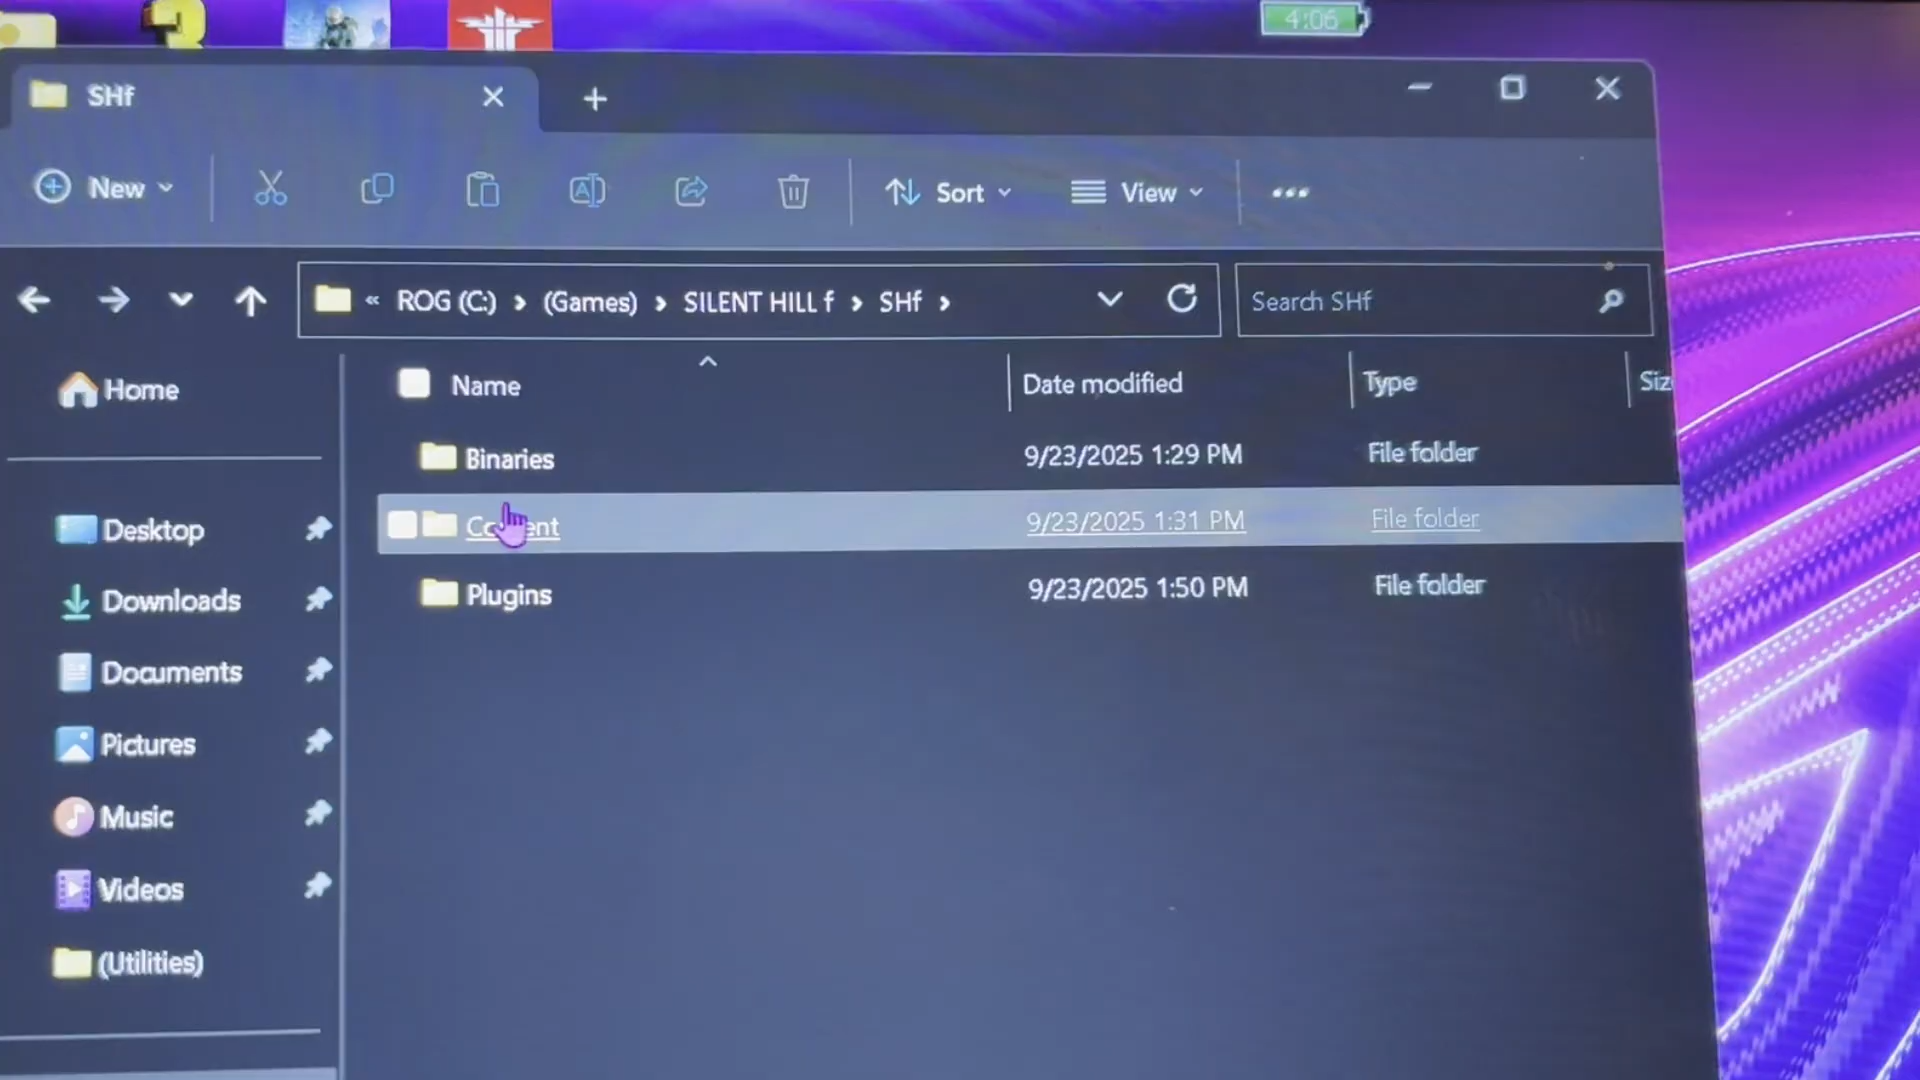 4:06
SHf
New
Sort
View
« ROG (C:) > (Games) > SILENT HILL f > SHf >
Search SHf
Home
Name
Date modified
Type
Siz
Binaries
9/23/2025 1:29 PM
File folder
Content
9/23/2025 1:31 PM
File folder
Plugins
9/23/2025 1:50 PM
File folder
Desktop
Downloads
Documents
Pictures
Music
Videos
(Utilities)